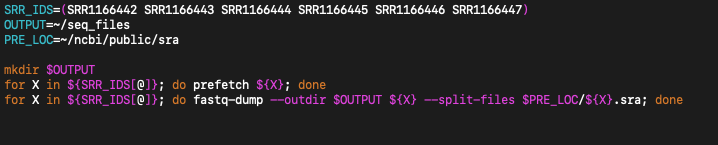 SRR_IDS=(SRR1166442 SRR1166443 SRR1166444 SRR1166445 SRR1166446 SRR1166447)
OUTPUT=~/seq_files
PRE_LOC=~/ncbi/public/sra
mkdir $OUTPUT
for X in ${SRR_IDS[@]}; do prefetch ${X}; done
for X in ${SRR_IDS[@]}; do fastq-dump --outdir $OUTPUT ${X} --split-files $PRE_LOC/${X}.sra; done